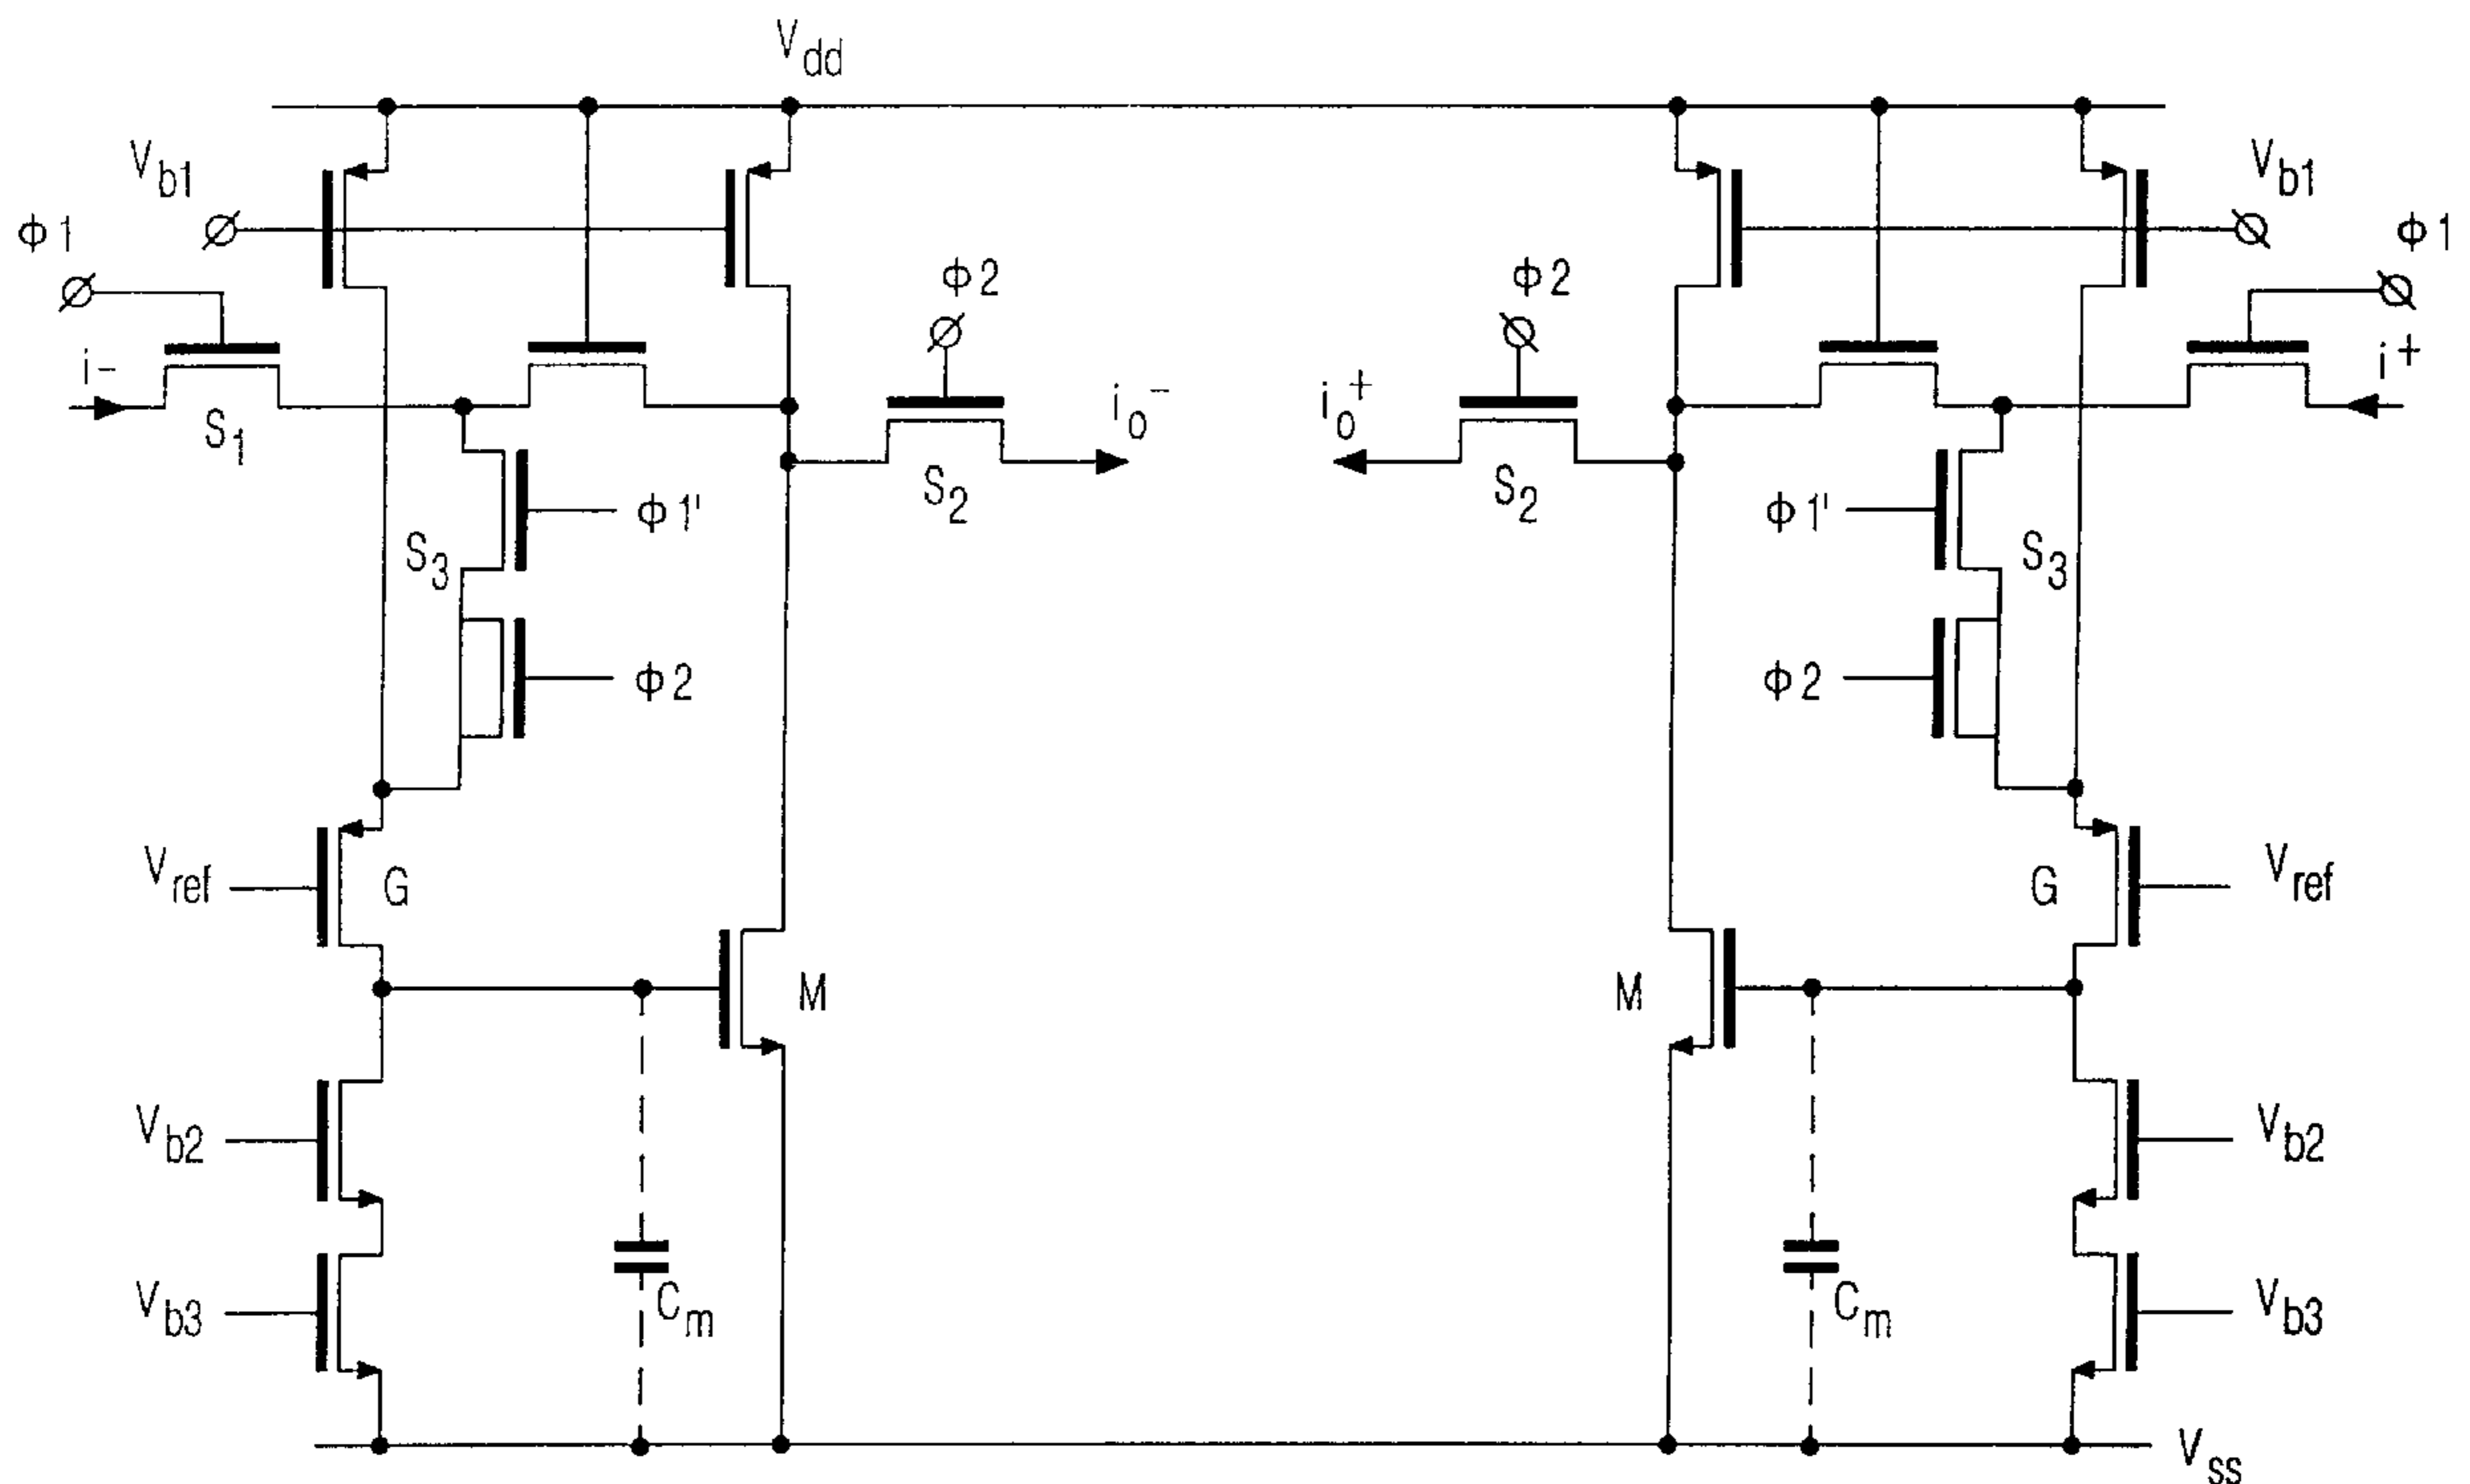 Vdd
Vb1
Vb1
ϕ1
ϕ1
ϕ2
ϕ2
i-
S1
io-
io+
i+
S2
S2
ϕ1'
ϕ1'
S3
S3
ϕ2
ϕ2
Vref
G
G
Vref
M
M
Vb2
Vb2
Vb3
Cm
Cm
Vb3
Vss